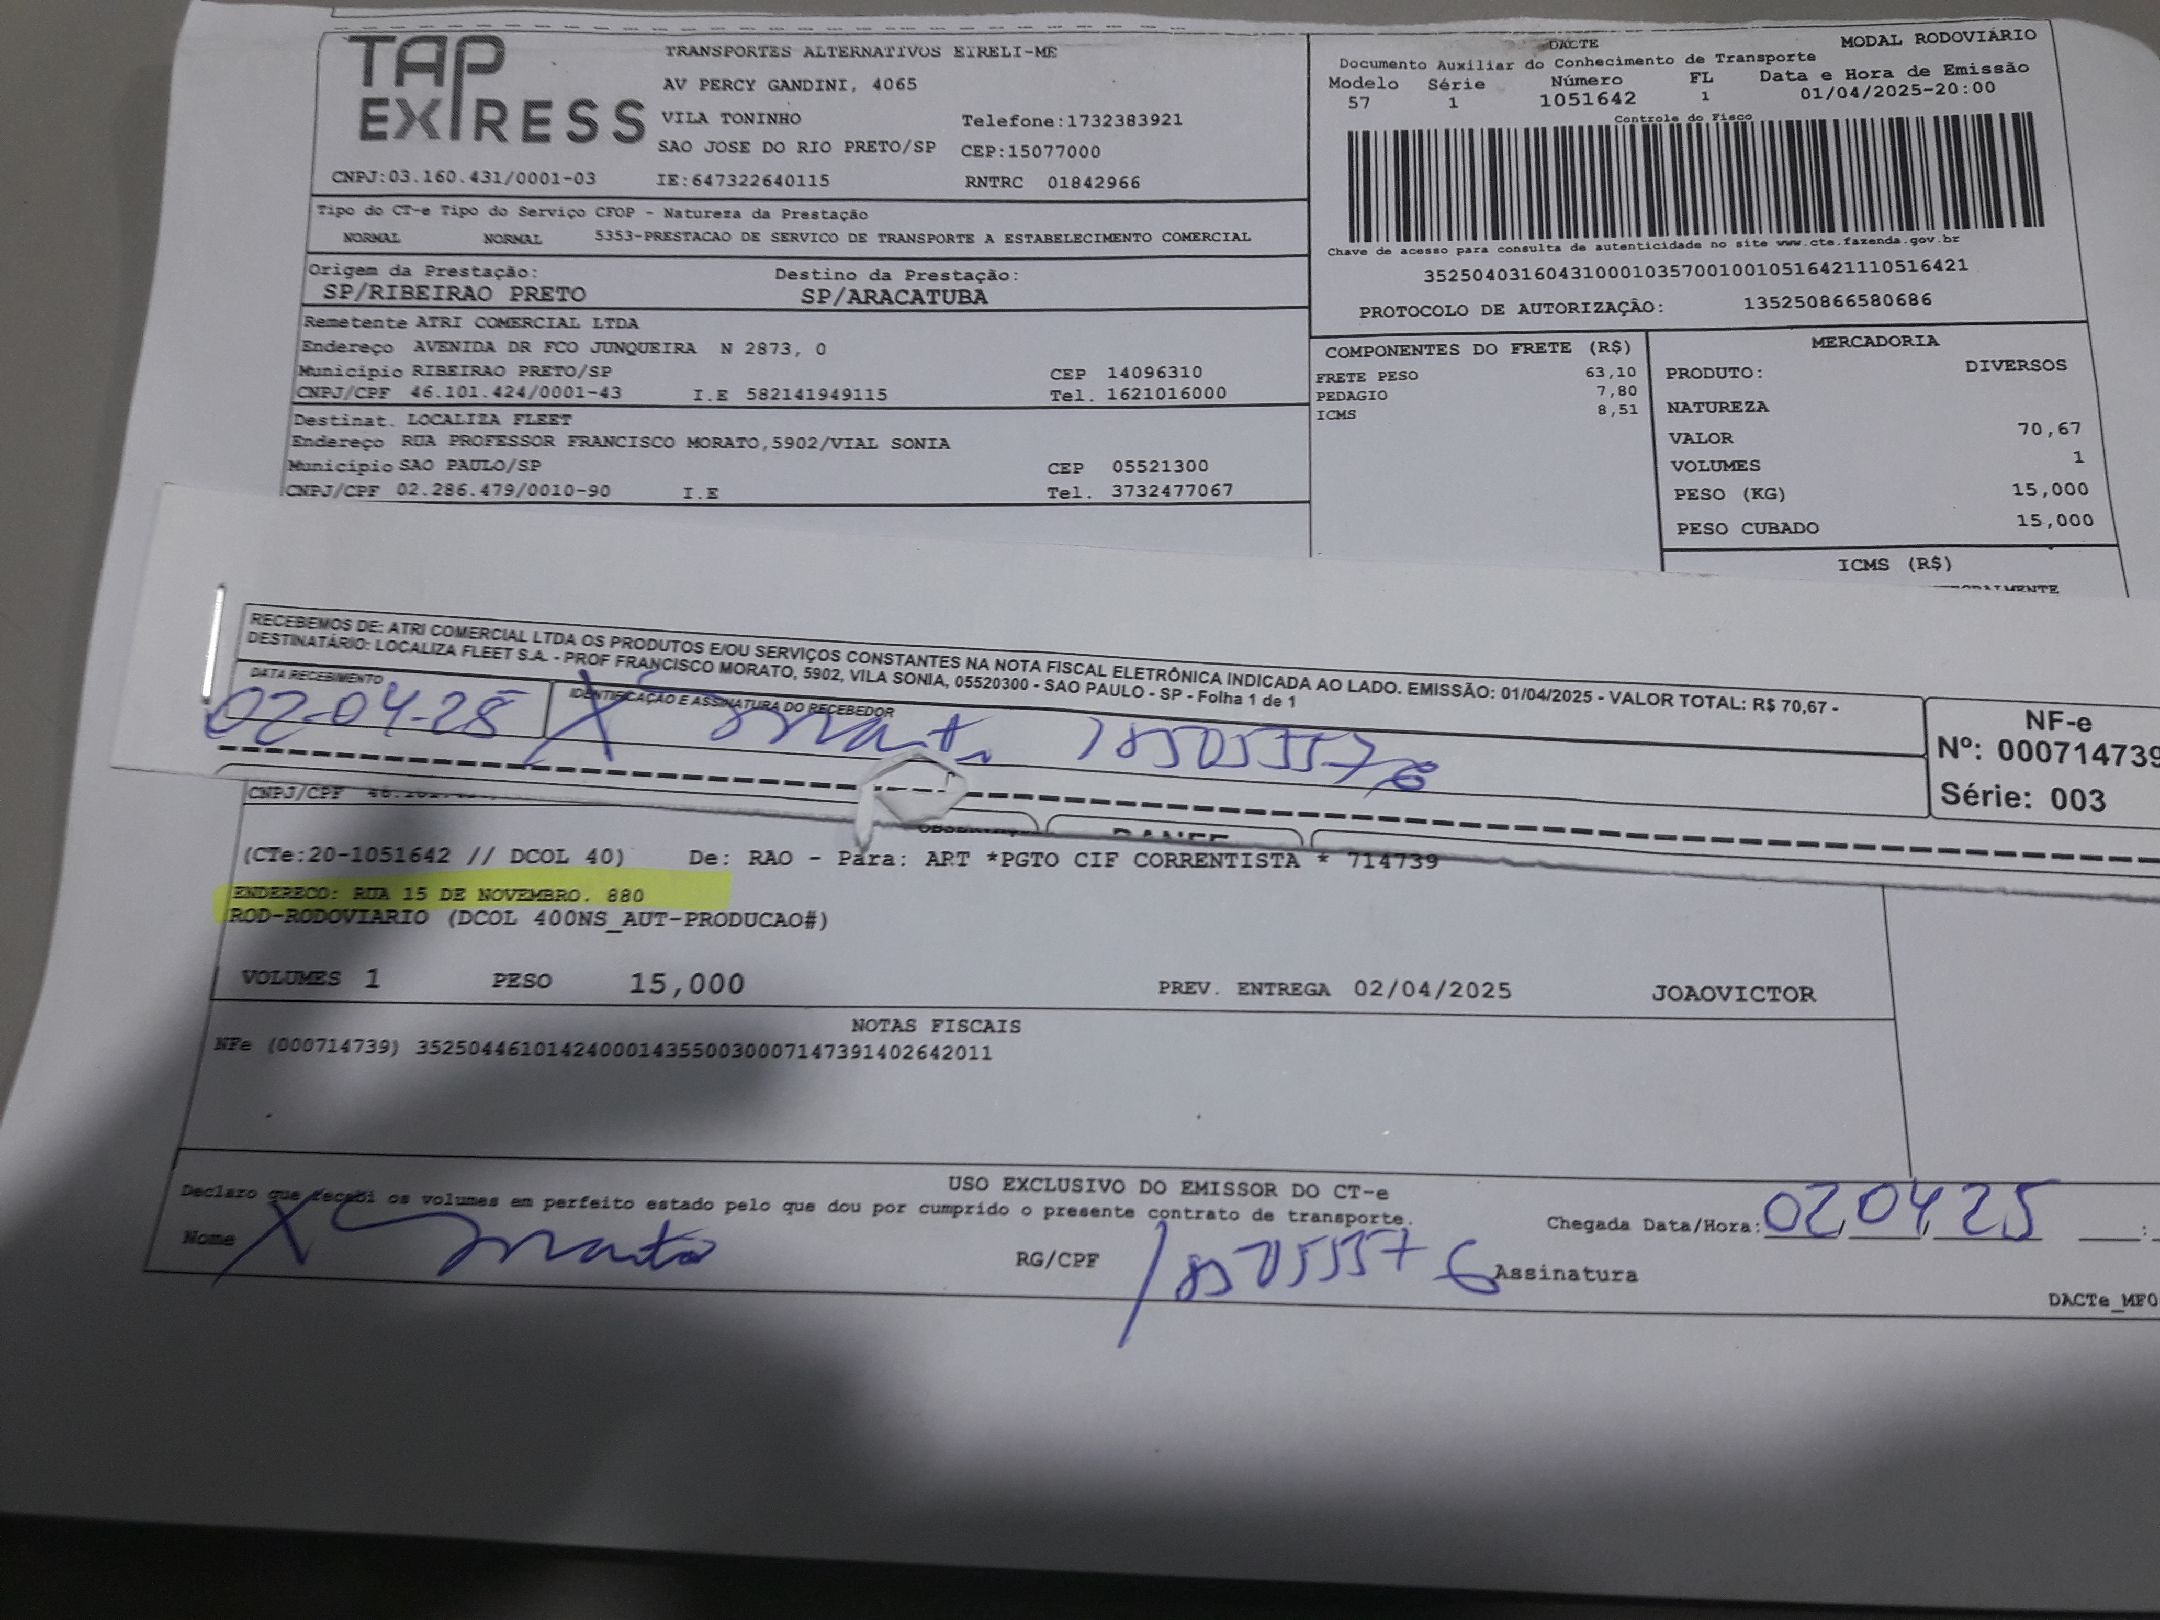 TAP EXPRESS
TRANSPORTES ALTERNATIVOS EIRELI-ME
AV PERCY GANDINI, 4065
VILA TONINHO Telefone:1732383921
SAO JOSE DO RIO PRETO/SP CEP:15077000
CNPJ:03.160.431/0001-03 IE:647322640115 RNTRC 01842966
DACTE MODAL RODOVIÁRIO
Documento Auxiliar do Conhecimento de Transporte
Modelo Série Número FL Data e Hora de Emissão
57 1 1051642 1 01/04/2025-20:00
Controle do Fisco
Chave de acesso para consulta de autenticidade no site www.cte.fazenda.gov.br
35250403160431000103570010010516421110516421
PROTOCOLO DE AUTORIZAÇÃO: 135250866580686
Tipo do CT-e Tipo do Serviço CFOP - Natureza da Prestação
NORMAL NORMAL 5353-PRESTACAO DE SERVICO DE TRANSPORTE A ESTABELECIMENTO COMERCIAL
Origem da Prestação: Destino da Prestação:
SP/RIBEIRAO PRETO SP/ARACATUBA
Remetente ATRI COMERCIAL LTDA
Endereço AVENIDA DR FCO JUNQUEIRA N 2873, 0
Município RIBEIRAO PRETO/SP CEP 14096310
CNPJ/CPF 46.101.424/0001-43 I.E 582141949115 Tel. 1621016000
Destinat. LOCALIZA FLEET
Endereço RUA PROFESSOR FRANCISCO MORATO,5902/VIAL SONIA
Município SAO PAULO/SP CEP 05521300
CNPJ/CPF 02.286.479/0010-90 I.E Tel. 3732477067
COMPONENTES DO FRETE (R$)
FRETE PESO 63,10
PEDAGIO 7,80
ICMS 8,51
MERCADORIA
PRODUTO: DIVERSOS
NATUREZA
VALOR 70,67
VOLUMES 1
PESO (KG) 15,000
PESO CUBADO 15,000
ICMS (R$)
RECEBEMOS DE: ATRI COMERCIAL LTDA OS PRODUTOS E/OU SERVIÇOS CONSTANTES NA NOTA FISCAL ELETRÔNICA INDICADA AO LADO. EMISSÃO: 01/04/2025 - VALOR TOTAL: R$ 70,67 -
DESTINATÁRIO: LOCALIZA FLEET S.A. - PROF FRANCISCO MORATO, 5902, VILA SONIA, 05520300 - SAO PAULO - SP - Folha 1 de 1
DATA RECEBIMENTO IDENTIFICAÇÃO E ASSINATURA DO RECEBEDOR
02-04-25 X
NF-e
Nº: 000714739
Série: 003
CNPJ/CPF
DANFE
(CTe:20-1051642 // DCOL 40) De: RAO - Para: ART *PGTO CIF CORRENTISTA * 714739
ENDERECO: RUA 15 DE NOVEMBRO. 880
ROD-RODOVIARIO (DCOL 400NS_AUT-PRODUCAO#)
VOLUMES 1 PESO 15,000 PREV. ENTREGA 02/04/2025 JOAOVICTOR
NOTAS FISCAIS
NFe (000714739) 35250446101424000143550030007147391402642011
USO EXCLUSIVO DO EMISSOR DO CT-e
Declaro que recebi os volumes em perfeito estado pelo que dou por cumprido o presente contrato de transporte.
Nome X RG/CPF Assinatura
Chegada Data/Hora: 02 04 25 :
DACTe_MF0